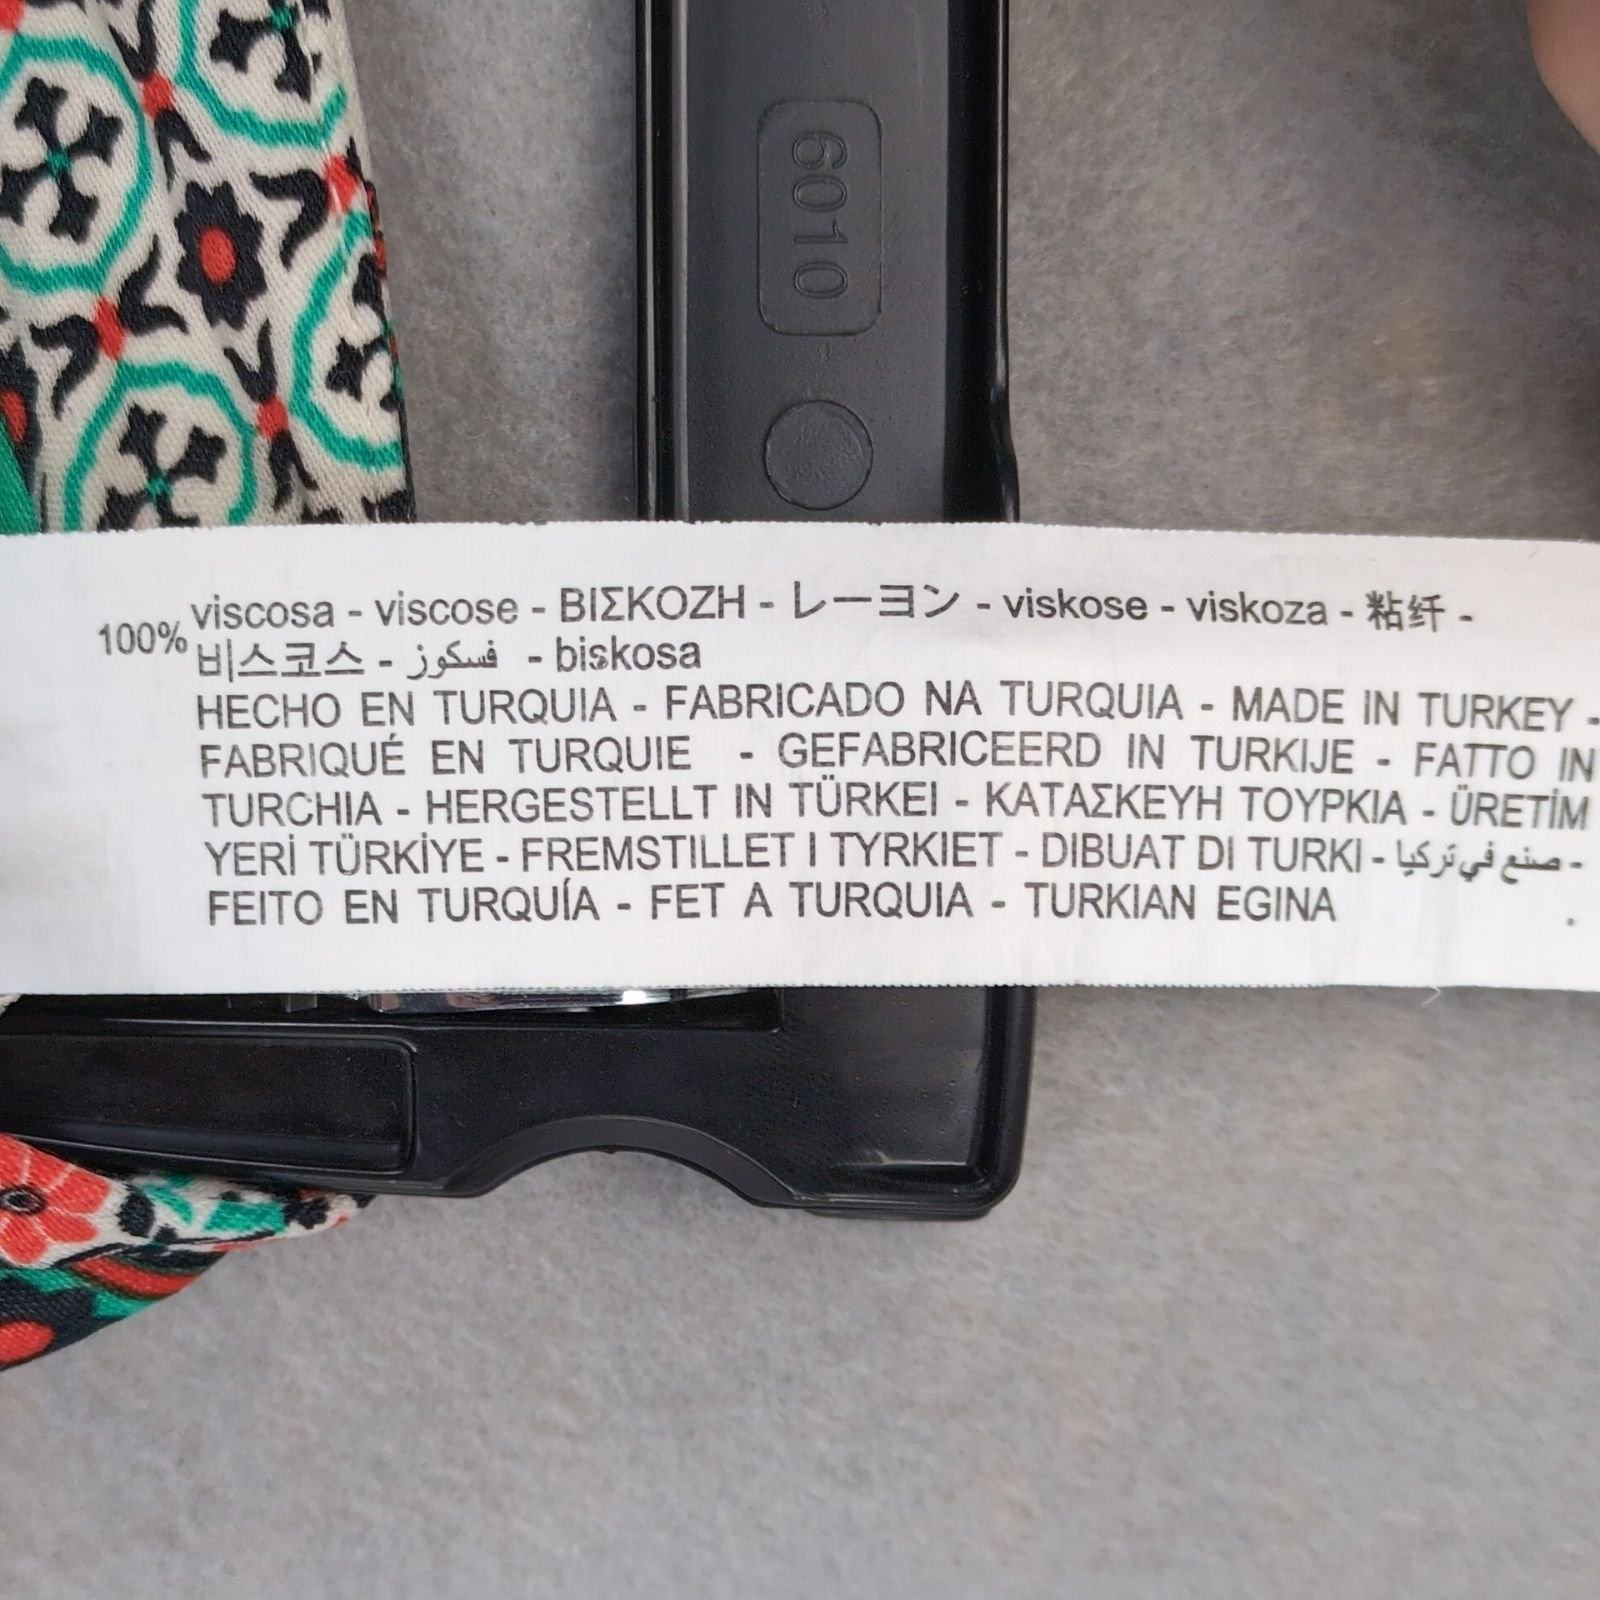 6010
100% viscosa - viscose - ΒΙΣΚΟΖΗ - レーヨン - viskose - viskoza - 粘纤 -
비스코스 - فسكوز - biskosa
HECHO EN TURQUIA - FABRICADO NA TURQUIA - MADE IN TURKEY -
FABRIQUÉ EN TURQUIE - GEFABRICEERD IN TURKIJE - FATTO IN
TURCHIA - HERGESTELLT IN TÜRKEI - ΚΑΤΑΣΚΕΥΗ ΤΟΥΡΚΙΑ - ÜRETİM
YERİ TÜRKİYE - FREMSTILLET I TYRKIET - DIBUAT DI TURKI - صنع في تركيا -
FEITO EN TURQUÍA - FET A TURQUIA - TURKIAN EGINA .